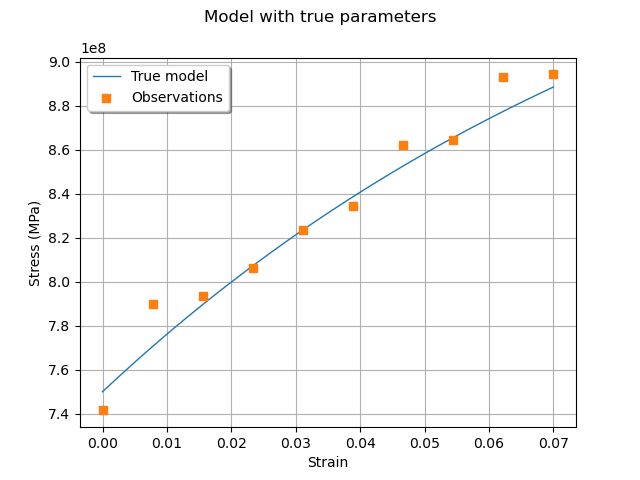 Model with true parameters
1e8
9.0
8.8
8.6
8.4
8.2
8.0
7.8
7.6
7.4
Stress (MPa)
True model
Observations
0.00 0.01 0.02 0.03 0.04 0.05 0.06 0.07
Strain